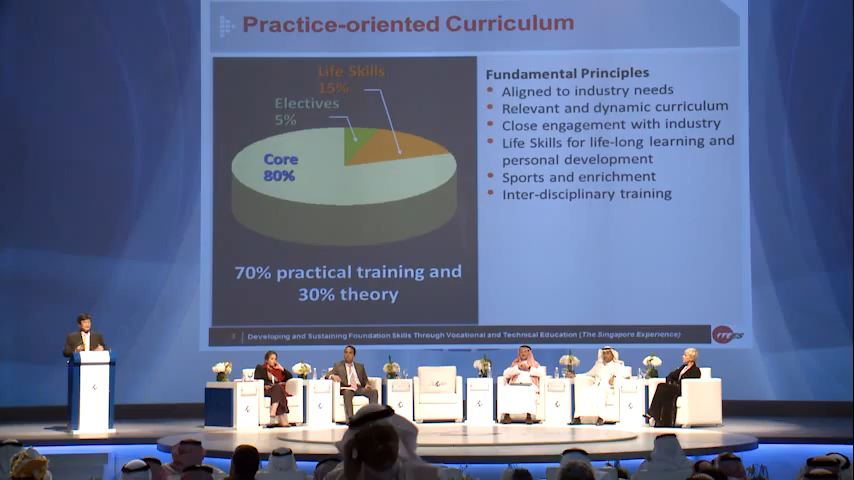 Practice-oriented Curriculum
Life Skills
15%
Electives
5%
Core
80%
70% practical training and
30% theory
Fundamental Principles
• Aligned to industry needs
• Relevant and dynamic curriculum
• Close engagement with industry
• Life Skills for life-long learning and
personal development
• Sports and enrichment
• Inter-disciplinary training
Developing and Sustaining Foundation Skills Through Vocational and Technical Education (The Singapore Experience)